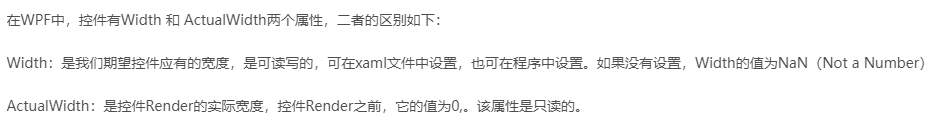 在WPF中，控件有Width 和 ActualWidth两个属性，二者的区别如下：
Width：是我们期望控件应有的宽度，是可读写的，可在xaml文件中设置，也可在程序中设置。如果没有设置，Width的值为NaN（Not a Number）
ActualWidth：是控件Render的实际宽度，控件Render之前，它的值为0,。该属性是只读的。